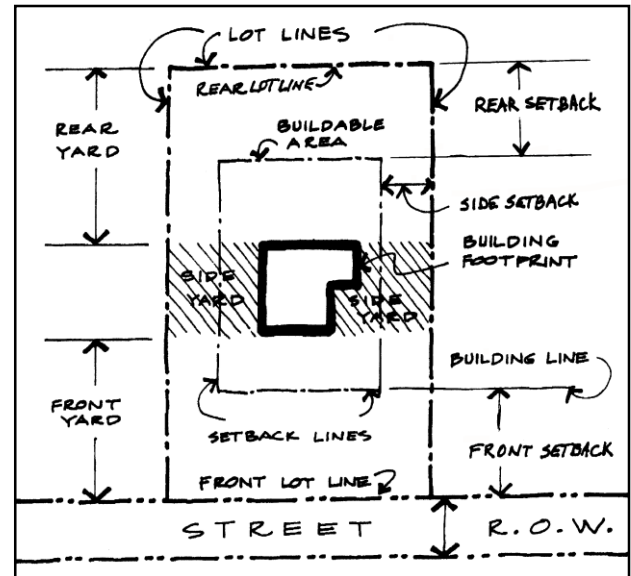 LOT LINES
REAR LOT LINE
REAR
YARD
REAR SETBACK
BUILDABLE
AREA
SIDE SETBACK
BUILDING
FOOTPRINT
SIDE
YARD
SIDE
YARD
BUILDING LINE
FRONT
YARD
SETBACK LINES
FRONT SETBACK
FRONT LOT LINE
STREET R.O.W.